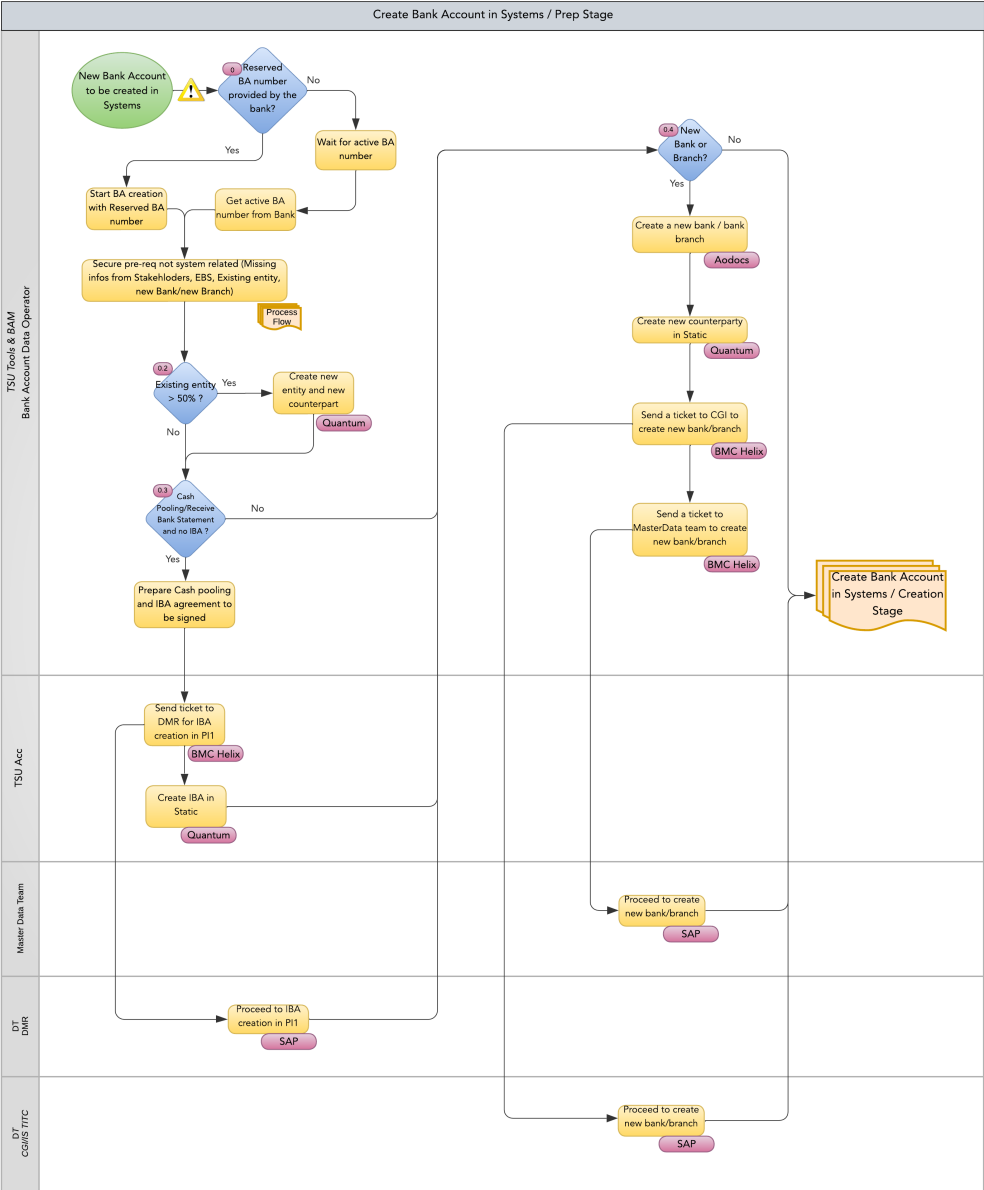 Create Bank Account in Systems / Prep Stage
TSU Tools & BAM
Bank Account Data Operator
New Bank Account
to be created in
Systems
0
Reserved
BA number
provided by the
bank?
No
Yes
Wait for active BA
number
Start BA creation
with Reserved BA
number
Get active BA
number from Bank
Secure pre-req not system related (Missing
infos from Stakehloders, EBS, Existing entity,
new Bank/new Branch)
Process
Flow
0.2
Existing entity
> 50% ?
Yes
No
Create new
entity and new
counterpart
Quantum
0.3
Cash
Pooling/Receive
Bank Statement
and no IBA ?
No
Yes
Prepare Cash pooling
and IBA agreement to
be signed
0.4
New
Bank or
Branch?
No
Yes
Create a new bank / bank
branch
Aodocs
Create new counterparty
in Static
Quantum
Send a ticket to CGI to
create new bank/branch
BMC Helix
Send a ticket to
MasterData team to create
new bank/branch
BMC Helix
Create Bank Account
in Systems / Creation
Stage
TSU Acc
Send ticket to
DMR for IBA
creation in PI1
BMC Helix
Create IBA in
Static
Quantum
Master Data Team
Proceed to create
new bank/branch
SAP
DT
DMR
Proceed to IBA
creation in PI1
SAP
DT
CGI/IS TITC
Proceed to create
new bank/branch
SAP